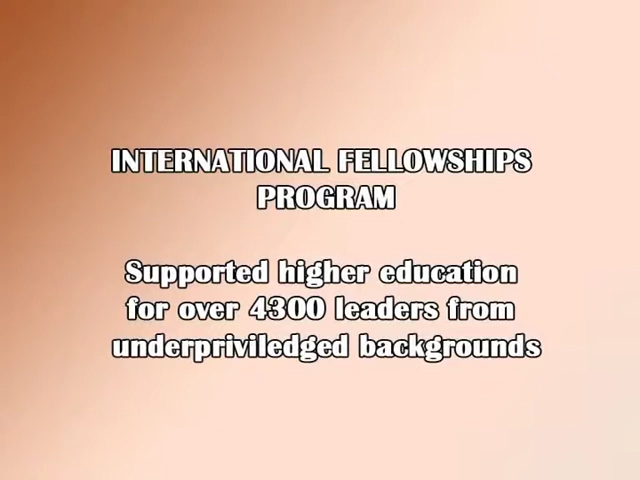 INTERNATIONAL FELLOWSHIPS
PROGRAM
Supported higher education
for over 4300 leaders from
underpriviledged backgrounds